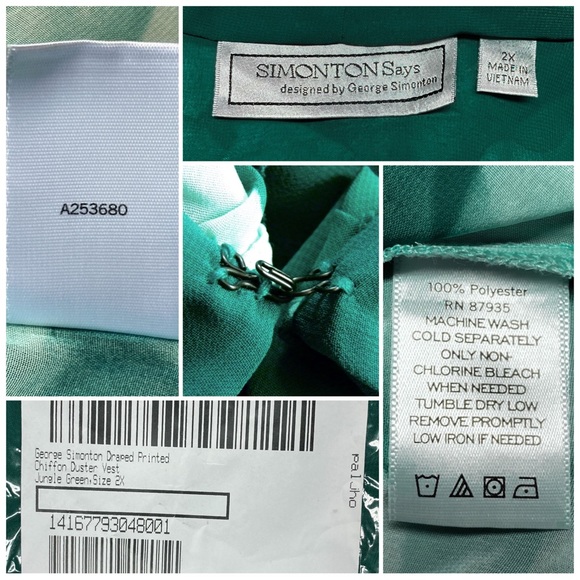 A253680
SIMONTON Says
designed by George Simonton
2X
MADE IN
VIETNAM
100% Polyester
RN 87935
MACHINE WASH
COLD SEPARATELY
ONLY NON-
CHLORINE BLEACH
WHEN NEEDED
TUMBLE DRY LOW
REMOVE PROMPTLY
LOW IRON IF NEEDED
George Simonton Draped Printed
Chiffon Duster Vest
Jungle Green,Size 2X
14167793048001
paljho